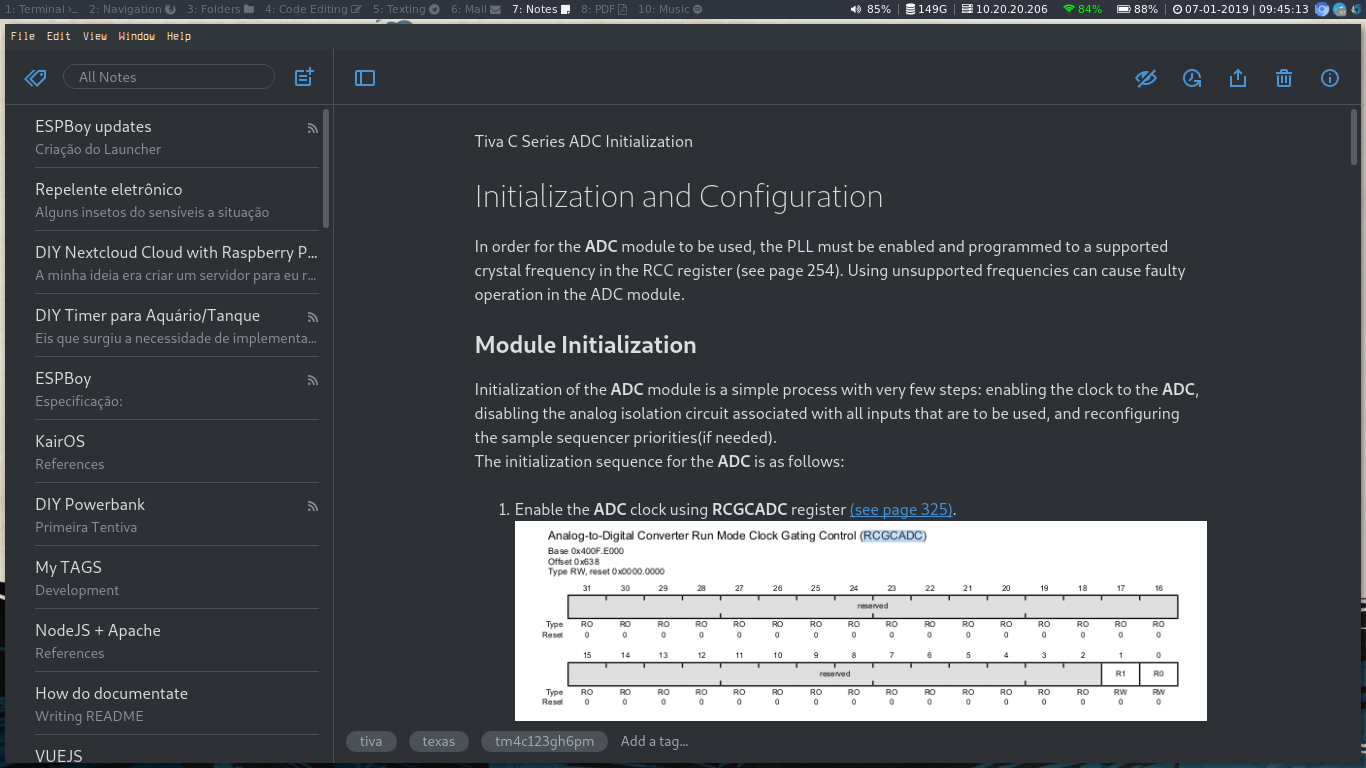 1: Terminal 2: Navigation 3: Folders 4: Code Editing 5: Texting 6: Mail 7: Notes 8: PDF 10: Music 85% | 149G | 10.20.20.206 84% 88% | 07-01-2019 | 09:45:13
File Edit View Window Help
All Notes
ESPBoy updates
Criação do Launcher
Repelente eletrônico
Alguns insetos do sensíveis a situação
DIY Nextcloud Cloud with Raspberry P...
A minha ideia era criar um servidor para eu r...
DIY Timer para Aquário/Tanque
Eis que surgiu a necessidade de implementa...
ESPBoy
Especificação:
KairOS
References
DIY Powerbank
Primeira Tentiva
My TAGS
Development
NodeJS + Apache
References
How do documentate
Writing README
VUEJS
Tiva C Series ADC Initialization
Initialization and Configuration
In order for the ADC module to be used, the PLL must be enabled and programmed to a supported
crystal frequency in the RCC register (see page 254). Using unsupported frequencies can cause faulty
operation in the ADC module.
Module Initialization
Initialization of the ADC module is a simple process with very few steps: enabling the clock to the ADC,
disabling the analog isolation circuit associated with all inputs that are to be used, and reconfiguring
the sample sequencer priorities(if needed).
The initialization sequence for the ADC is as follows:
1. Enable the ADC clock using RCGCADC register (see page 325).
Analog-to-Digital Converter Run Mode Clock Gating Control (RCGCADC)
Base 0x400F.E000
Offset 0x638
Type RW, reset 0x0000.0000
31 30 29 28 27 26 25 24 23 22 21 20 19 18 17 16
reserved
Type RO RO RO RO RO RO RO RO RO RO RO RO RO RO RO RO
Reset 0 0 0 0 0 0 0 0 0 0 0 0 0 0 0 0
15 14 13 12 11 10 9 8 7 6 5 4 3 2 1 0
reserved R1 R0
Type RO RO RO RO RO RO RO RO RO RO RO RO RO RO RW RW
Reset 0 0 0 0 0 0 0 0 0 0 0 0 0 0 0 0
tiva texas tm4c123gh6pm Add a tag...